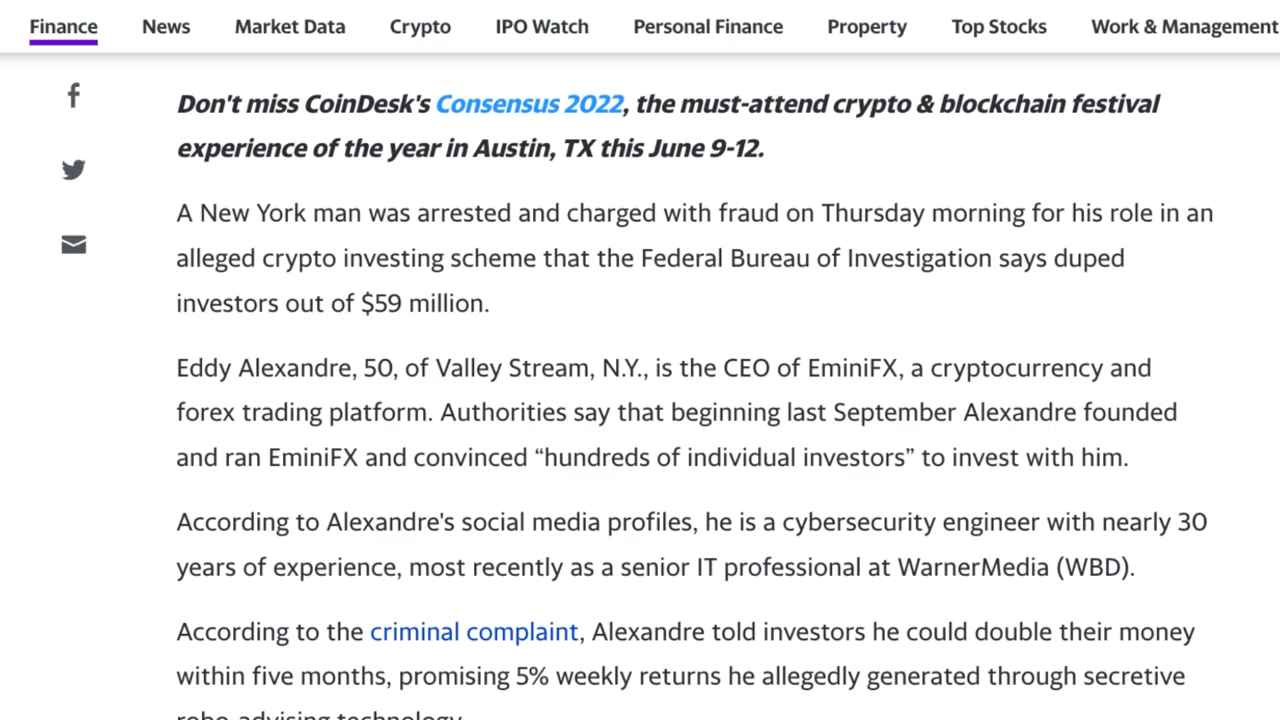 Finance News Market Data Crypto IPO Watch Personal Finance Property Top Stocks Work & Management
Don't miss CoinDesk's Consensus 2022, the must-attend crypto & blockchain festival
experience of the year in Austin, TX this June 9-12.
A New York man was arrested and charged with fraud on Thursday morning for his role in an
alleged crypto investing scheme that the Federal Bureau of Investigation says duped
investors out of $59 million.
Eddy Alexandre, 50, of Valley Stream, N.Y., is the CEO of EminiFX, a cryptocurrency and
forex trading platform. Authorities say that beginning last September Alexandre founded
and ran EminiFX and convinced “hundreds of individual investors” to invest with him.
According to Alexandre's social media profiles, he is a cybersecurity engineer with nearly 30
years of experience, most recently as a senior IT professional at WarnerMedia (WBD).
According to the criminal complaint, Alexandre told investors he could double their money
within five months, promising 5% weekly returns he allegedly generated through secretive
robo-advising technology.